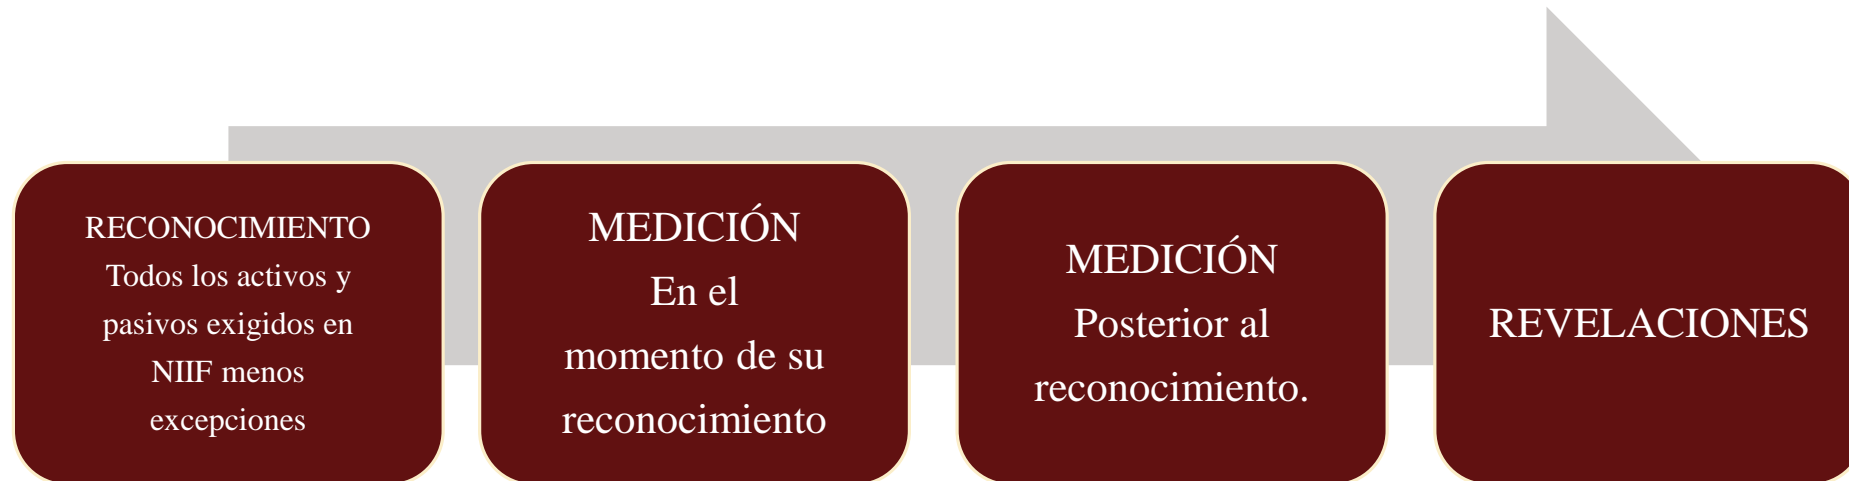 RECONOCIMIENTO
Todos los activos y
pasivos exigidos en
NIIF menos
excepciones
MEDICIÓN
En el
momento de su
reconocimiento
MEDICIÓN
Posterior al
reconocimiento.
REVELACIONES